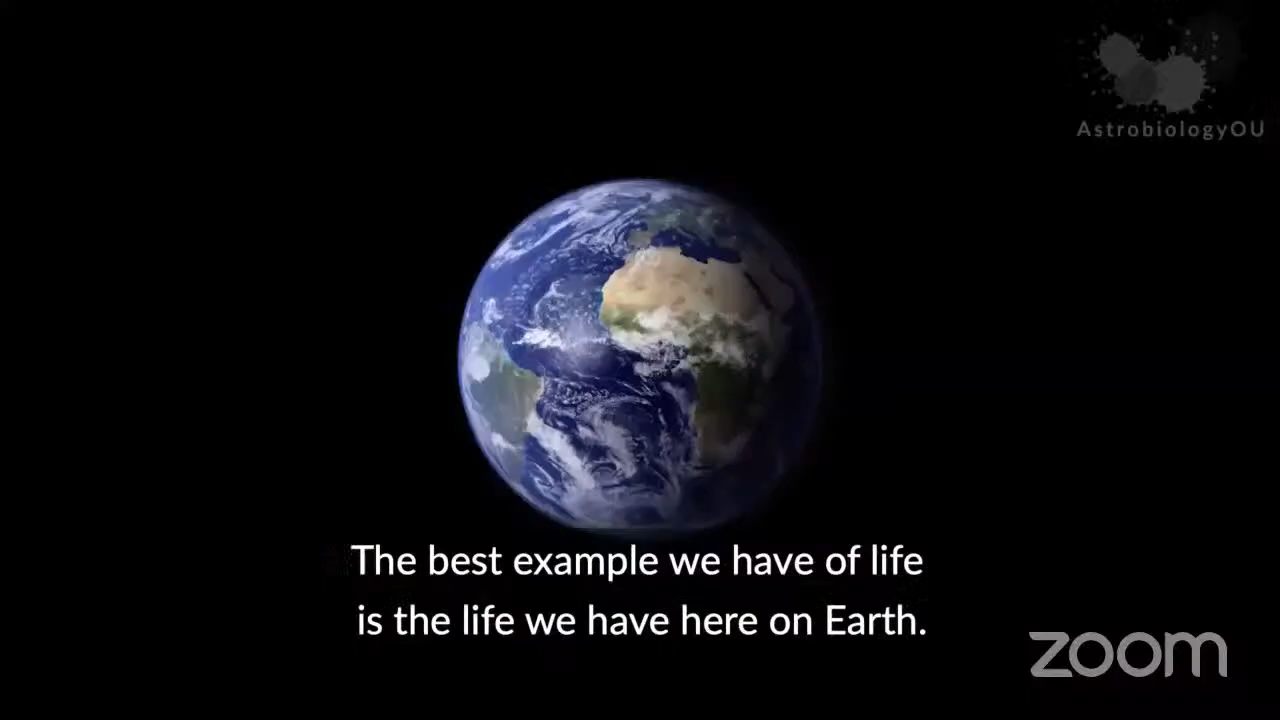 AstrobiologyOU
The best example we have of life
is the life we have here on Earth.
zoom